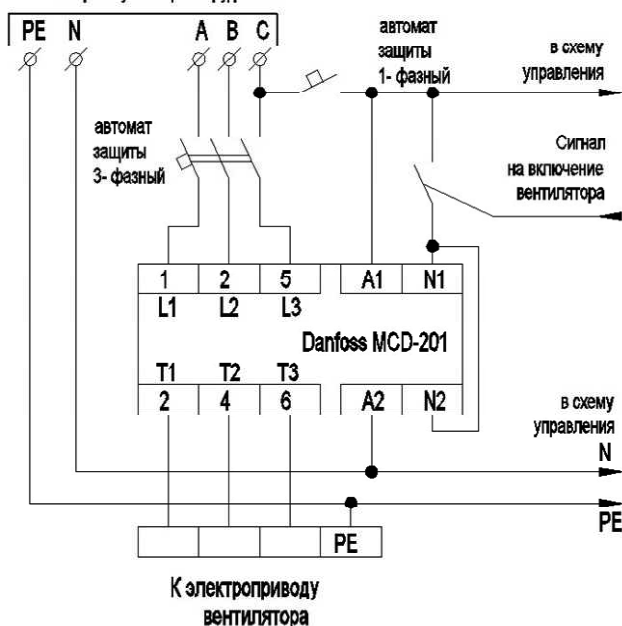 PE N A B C
автомат
защиты
1- фазный
в схему
управления
автомат
защиты
3- фазный
Сигнал
на включение
вентилятора
1 2 5 A1 N1
L1 L2 L3
Danfoss MCD-201
T1 T2 T3
2 4 6 A2 N2
в схему
управления
N
PE
PE
К электроприводу
вентилятора